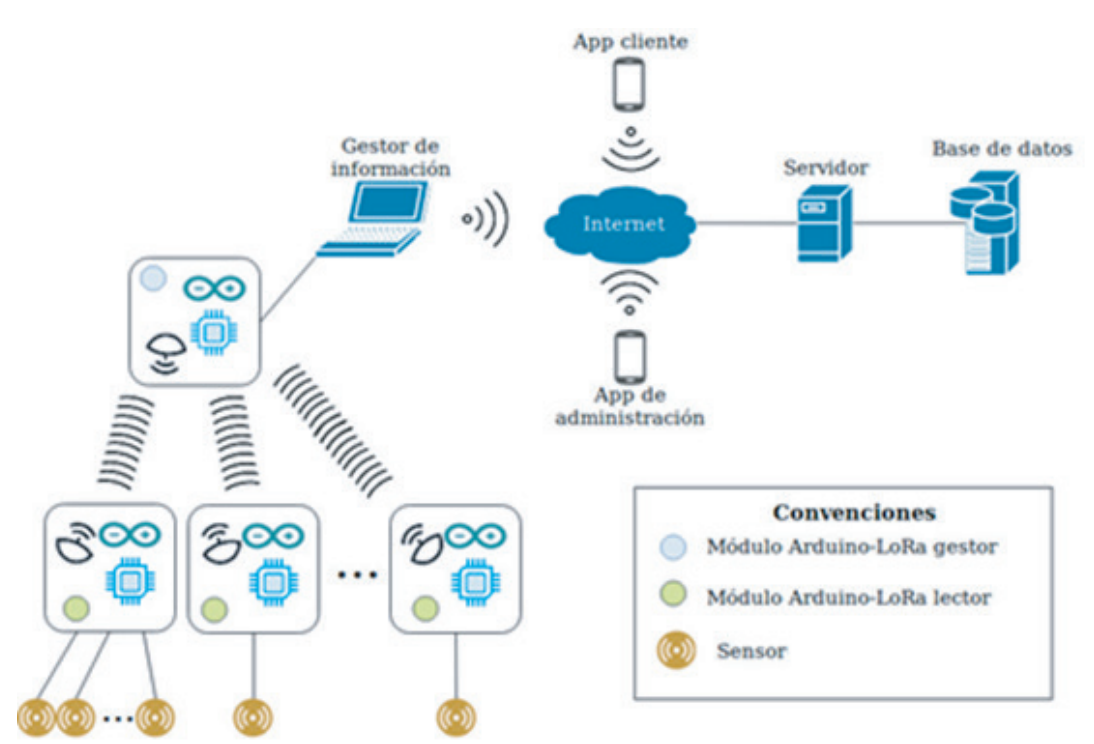 App cliente
Gestor de
información
Servidor
Base de datos
Internet
App de
administración
...
...
Convenciones
Módulo Arduino-LoRa gestor
Módulo Arduino-LoRa lector
Sensor